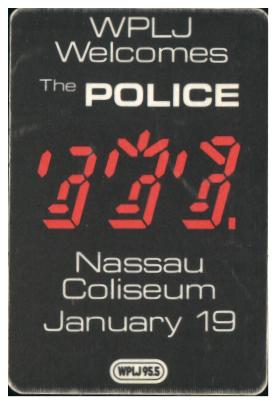 WPLJ
Welcomes
The POLICE
Nassau
Coliseum
January 19
WPLJ 95.5